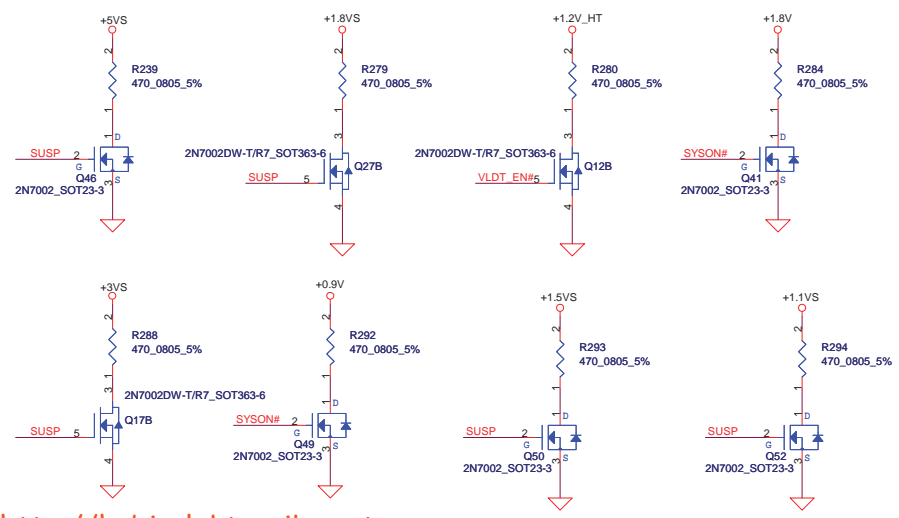 +5VS
2
R239
470_0805_5%
1
1
D
SUSP
2
G
Q46
3
S
2N7002_SOT23-3
+1.8VS
2
R279
470_0805_5%
1
3
2N7002DW-T/R7_SOT363-6
Q27B
SUSP
5
4
+1.2V_HT
2
R280
470_0805_5%
1
3
2N7002DW-T/R7_SOT363-6
Q12B
VLDT_EN#
5
4
+1.8V
2
R284
470_0805_5%
1
1
D
SYSON#
2
G
Q41
3
S
2N7002_SOT23-3
+3VS
2
R288
470_0805_5%
1
3
2N7002DW-T/R7_SOT363-6
Q17B
SUSP
5
4
+0.9V
2
R292
470_0805_5%
1
1
D
SYSON#
2
G
Q49
3
S
2N7002_SOT23-3
+1.5VS
2
R293
470_0805_5%
1
1
D
SUSP
2
G
Q50
3
S
2N7002_SOT23-3
+1.1VS
2
R294
470_0805_5%
1
1
D
SUSP
2
G
Q52
3
S
2N7002_SOT23-3